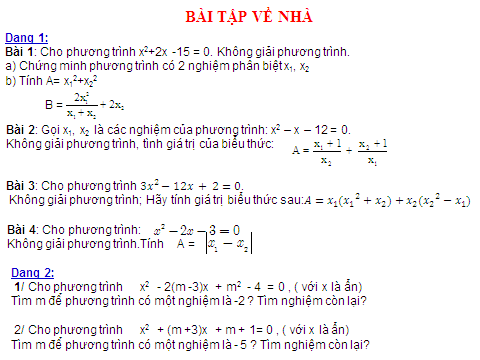 BÀI TẬP VỀ NHÀ
Dạng 1:
Bài 1: Cho phương trình x²+2x -15 = 0. Không giải phương trình.
a) Chứng minh phương trình có 2 nghiệm phân biệt x₁, x₂
b) Tính A= x₁²+x₂²
B = 2x₁²/(x₁ + x₂) + 2x₂
Bài 2: Gọi x₁, x₂ là các nghiệm của phương trình: x² – x – 12 = 0.
Không giải phương trình, tình giá trị của biểu thức: A = (x₁ + 1)/x₂ + (x₂ + 1)/x₁
Bài 3: Cho phương trình 3x² − 12x + 2 = 0.
Không giải phương trình; Hãy tính giá trị biểu thức sau:A = x₁(x₁² + x₂) + x₂(x₂² − x₁)
Bài 4: Cho phương trình: x² − 2x − 3 = 0
Không giải phương trình.Tính A = |x₁ − x₂|
Dạng 2:
1/ Cho phương trình x² - 2(m -3)x + m² - 4 = 0 , ( với x là ẩn)
Tìm m để phương trình có một nghiệm là -2 ? Tìm nghiệm còn lại?
2/ Cho phương trình x² + (m +3)x + m + 1= 0 , ( với x là ẩn)
Tìm m để phương trình có một nghiệm là - 5 ? Tìm nghiệm còn lại?